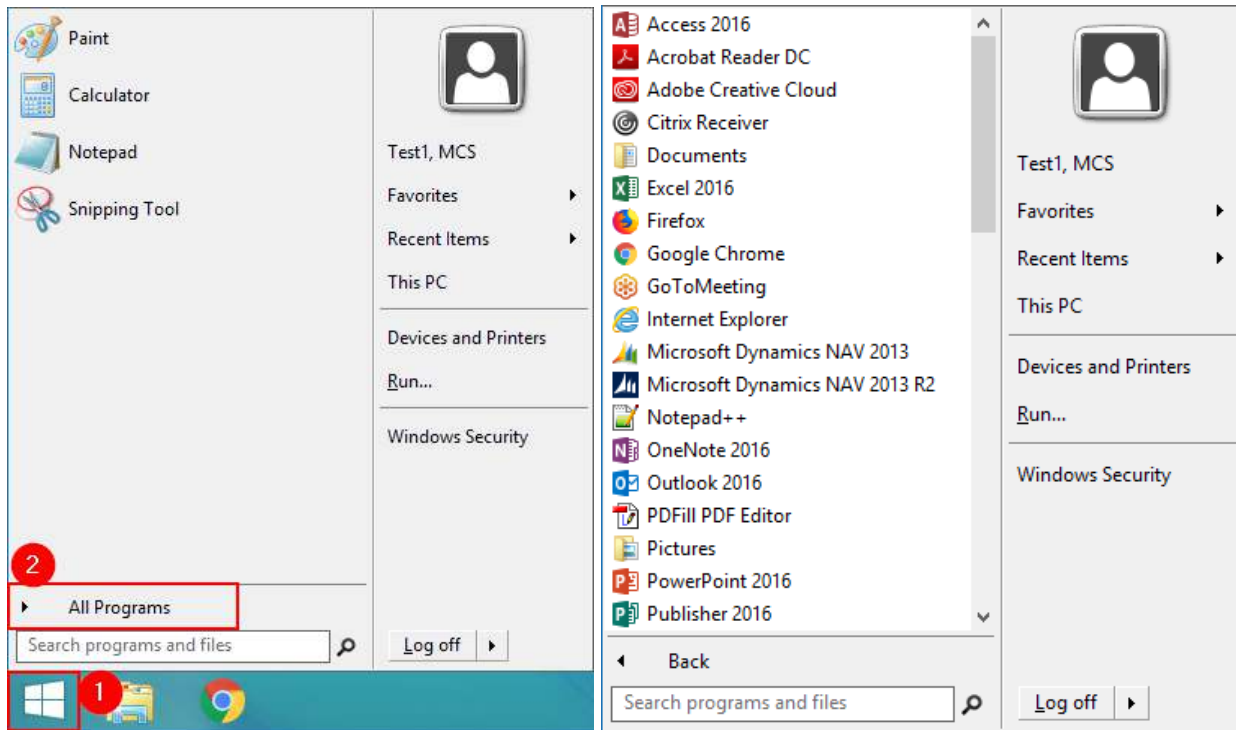 Paint
Calculator
Notepad
Snipping Tool
2
All Programs
Search programs and files
1
Test1, MCS
Favorites
Recent Items
This PC
Devices and Printers
Run...
Windows Security
Log off
Access 2016
Acrobat Reader DC
Adobe Creative Cloud
Citrix Receiver
Documents
Excel 2016
Firefox
Google Chrome
GoToMeeting
Internet Explorer
Microsoft Dynamics NAV 2013
Microsoft Dynamics NAV 2013 R2
Notepad++
OneNote 2016
Outlook 2016
PDFill PDF Editor
Pictures
PowerPoint 2016
Publisher 2016
Back
Search programs and files
Test1, MCS
Favorites
Recent Items
This PC
Devices and Printers
Run...
Windows Security
Log off